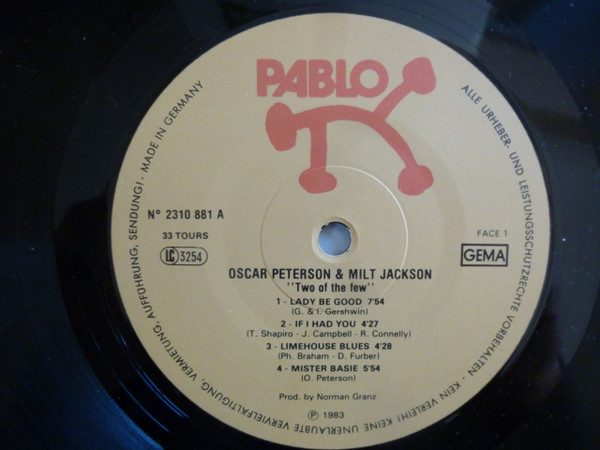 PABLO
N° 2310 881 A
33 TOURS
LC 3254
FACE 1
GEMA
OSCAR PETERSON & MILT JACKSON
"Two of the few"
1 - LADY BE GOOD 7'54
(G. & I. Gershwin)
2 - IF I HAD YOU 4'27
(T. Shapiro - J. Campbell - R. Connelly)
3 - LIMEHOUSE BLUES 4'28
(Ph. Braham - D. Furber)
4 - MISTER BASIE 5'54
(O. Peterson)
Prod. by Norman Granz
℗ 1983
ALLE URHEBER- UND LEISTUNGSSCHUTZRECHTE VORBEHALTEN - KEIN VERLEIH! KEINE UNERLAUBTE VERVIELFÄLTIGUNG, VERMIETUNG, AUFFÜHRUNG, SENDUNG! · MADE IN GERMANY